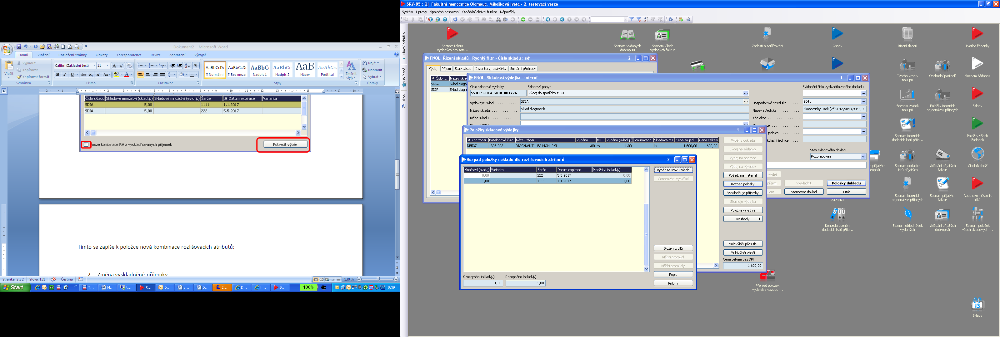 Dokument2 - Microsoft Word
Domů Vložení Rozložení stránky Odkazy Korespondence Revize Zobrazení Vývojář
Vložit
Vyjmout
Kopírovat
Kopírovat formát
Schránka
Calibri (Základní text) 11
Písmo
Odstavec
AaBbCcDc AaBbCcDc AaBbC AaBbCc AaB AaBbCc.
¶ Normální ¶ Bez mezer Nadpis 1 Nadpis 2 Název Podtitul
Změnit styly
Styly
Najít
Nahradit
Vybrat
Úpravy
Číslo skladu Skladové množství (sklad.j.) Skladové množství (evid.j.) Šarže Datum expirace Varianta
SDIA 5,00 1111 1.1.2017
SDIA 5,00 222 5.5.2017
Pouze kombinace RA z vyskladňovaných příjemek
Potvrdit výběr
Tímto se zapíše k položce nová kombinace rozlišovacích atributů:
2. Změna vyskladněné příjemky
Stránka: 2 z 2 Slova: 131 Čeština 130 %
Start T... M.. t... S... D... V... D... E... D... h... S... 100% 8:39
SRV-B5 : QI Fakultní nemocnice Olomouc, Mikošková Iveta - 2. testovací verze
Systém Úpravy Společná nastavení Ovládání aktivní funkce Nápovědy
Hlavní nabídka
Oblíbené
Okna
Seznam faktur vydaných pro sam...
Seznam vydaných dobropisů
Seznam všech vydaných faktur
Žádosti o zaúčtování
Osoby
Řízení skladů
Tvorba žádanky
FNOL: Řízení skladů Rychlý filtr - Číslo skladu : sdi 2
Výdej Příjem Stav zásob Inventury, uzávěrky Sumární přehledy
Číslo ... Název skla
SDIA Sklad diagn
SDIP Sklad diagn
FNOL: Skladová výdejka - interní 1
Číslo skladové výdejky Skladový pohyb Evidenční číslo vyskladňovaného dokladu
SVIOP-2014-SDIA-001776 Výdej do spotřeby z IOP
Vydávající sklad SDIA
Hospodářské středisko 9041
Název skladu Sklad diagnostik
Název střediska Ekonomický úsek (vč.9042,9043,9044,90
Měna skladu
Kód akce
kce
jednice
kulační jednice
Stav skladového dokladu
Rozpracován
výdej
příjem Vyskladnit Položky dokladu
- aut. Stornovat doklad Tisk
Položky skladové výdejky 1
Kód zboží Katalogové číslo Název zboží Vydáno MJ Vydáno (sklad.j.) Stornováno Skladová MJ Cena za jed... Cena celkem
DB537 1306-002 DIAGN.ANTI-LEA MON. 2ML 1,00 ks 1,00 ks 1 600,00 1 600,00
Výběr z dokladu
Výdej na žádanky
Výdej na operace
Výdej na výrobek
Požad. na materiál
Rozpad položky
Vyskladňuje příjemky
Stornuje výdejku
Položka vykrývá
Neshody
Multivýběr přes sk.
Multivýběr zboží
Cena celkem bez DPH
1 600,00
Rozpad položky dokladu dle rozlišovacích atributů 2
Množství (evid.j) Varianta Šarže Datum expirace Množství (sklad.j.)
0,00 222 5.5.2017 0,00
1,00 1111 1.1.2017 1,00
Výběr ze stavu zásob
Generování výr.čísel
Složení z dílů
Měřící protokol
Měřící protokoly
Popis
Přílohy
K rozepsání (sklad.j.) Rozepsáno (sklad.j.)
1,00 1,00
Tvorba vratky nákupu
Obchodní partneři
Seznam žádanek
Seznam vratek nákupů
Položky interních objednávek přijatých
Sklady
Seznam interních dodacích listů přija...
Položky všech žádanek
Seznam dodacích listů přijatých
Vkládání přijatých faktur
Číselník zboží
Seznam interních objednávek přijatých
Seznam přijatých faktur
Apotheke - číselník léků
závazků
Kontrola ocenění dodacích listů přija...
Seznam objednávek vydaných
Vkládání přijatých dobropisů
Seznam položek všech skladových ...
Přehled položek výdejek s vazbou ...
Sklady